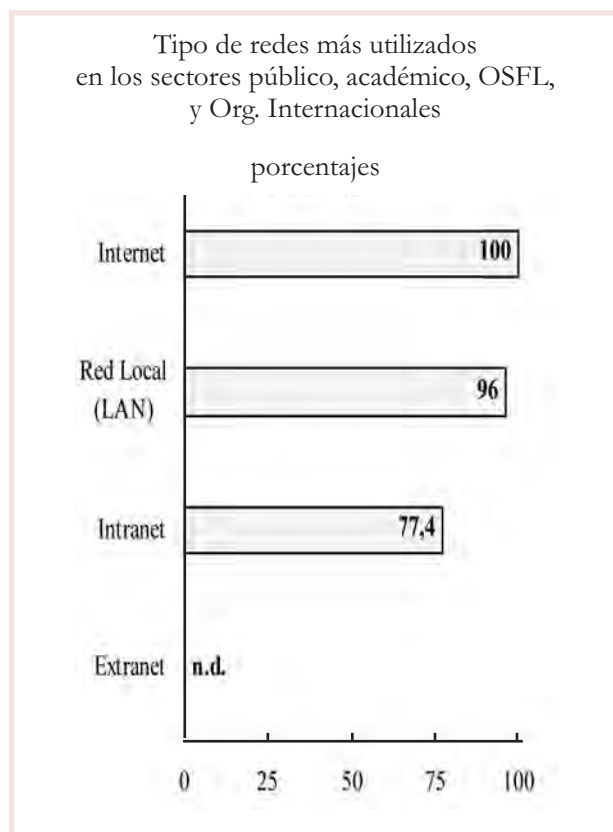 Tipo de redes más utilizados
en los sectores público, académico, OSFL,
y Org. Internacionales
porcentajes
Internet 100
Red Local
(LAN) 96
Intranet 77,4
Extranet n.d.
0 25 50 75 100